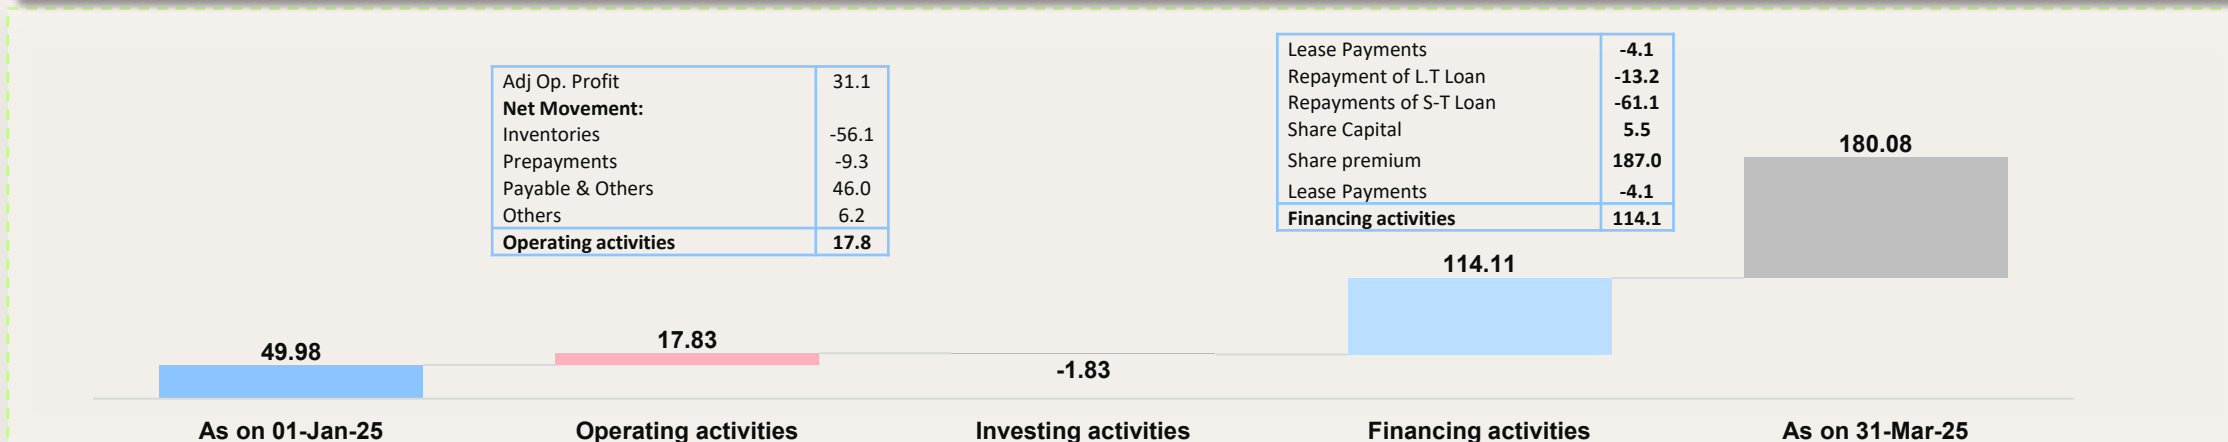 Adj Op. Profit 31.1
Net Movement:
Inventories -56.1
Prepayments -9.3
Payable & Others 46.0
Others 6.2
Operating activities 17.8
Lease Payments -4.1
Repayment of L.T Loan -13.2
Repayments of S-T Loan -61.1
Share Capital 5.5
Share premium 187.0
Lease Payments -4.1
Financing activities 114.1
49.98
17.83
-1.83
114.11
180.08
As on 01-Jan-25
Operating activities
Investing activities
Financing activities
As on 31-Mar-25